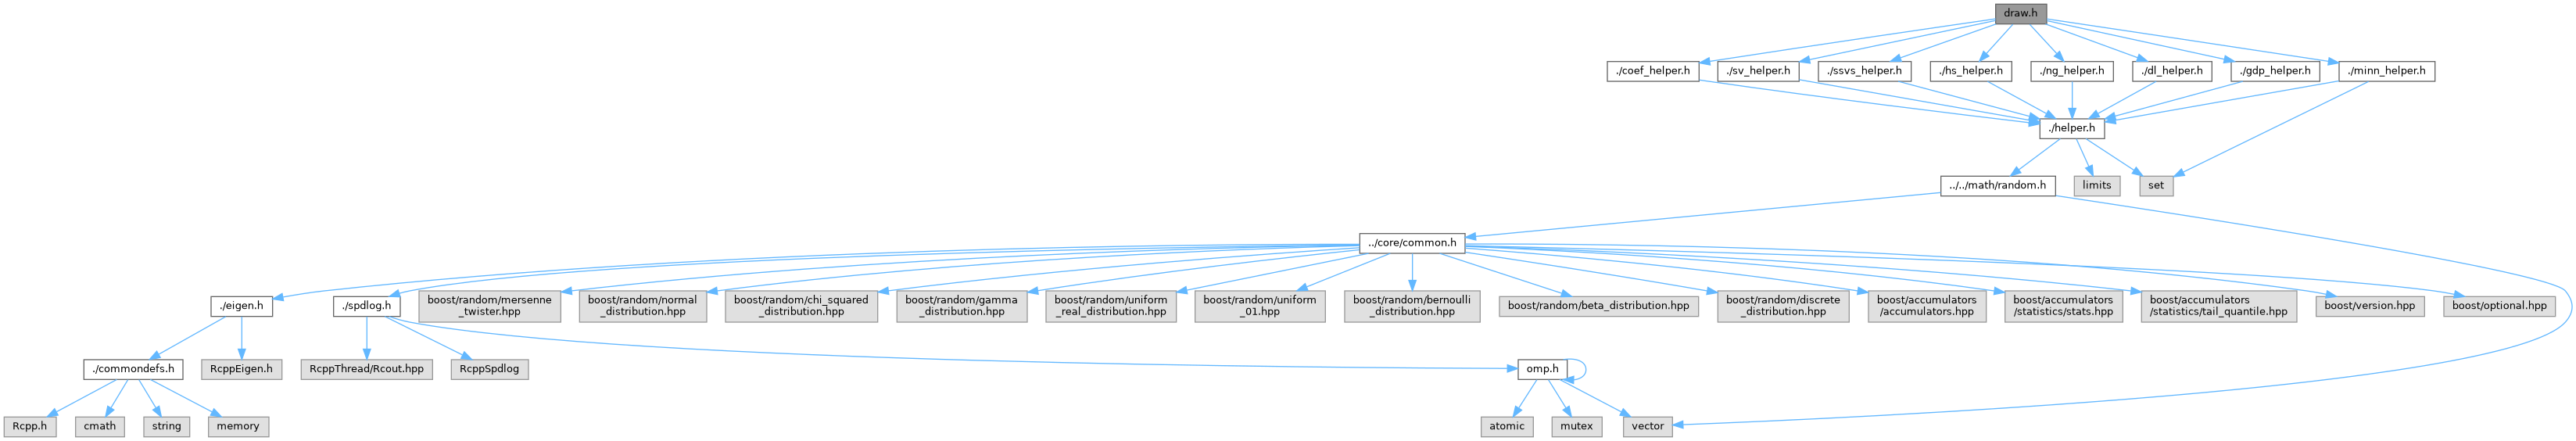 draw.h
./coef_helper.h
./sv_helper.h
./ssvs_helper.h
./hs_helper.h
./ng_helper.h
./dl_helper.h
./gdp_helper.h
./minn_helper.h
./helper.h
../../math/random.h
limits
set
../core/common.h
./eigen.h
./spdlog.h
boost/random/mersenne
_twister.hpp
boost/random/normal
_distribution.hpp
boost/random/chi_squared
_distribution.hpp
boost/random/gamma
_distribution.hpp
boost/random/uniform
_real_distribution.hpp
boost/random/uniform
_01.hpp
boost/random/bernoulli
_distribution.hpp
boost/random/beta_distribution.hpp
boost/random/discrete
_distribution.hpp
boost/accumulators
/accumulators.hpp
boost/accumulators
/statistics/stats.hpp
boost/accumulators
/statistics/tail_quantile.hpp
boost/version.hpp
boost/optional.hpp
./commondefs.h
RcppEigen.h
RcppThread/Rcout.hpp
RcppSpdlog
omp.h
Rcpp.h
cmath
string
memory
atomic
mutex
vector